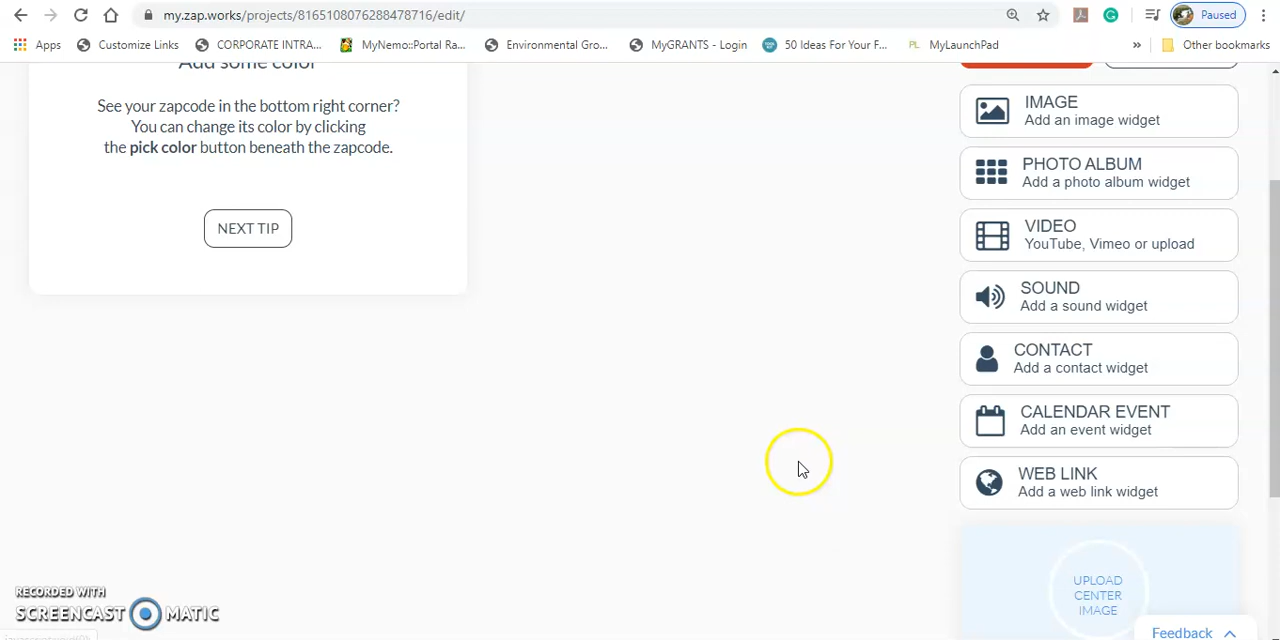 my.zap.works/projects/8165108076288478716/edit/
Paused
Apps
Customize Links
CORPORATE INTRA...
MyNemo::Portal Ra...
Environmental Gro...
MyGRANTS - Login
50 Ideas For Your F...
PL MyLaunchPad
»
Other bookmarks
Add some color
See your zapcode in the bottom right corner?
You can change its color by clicking
the pick color button beneath the zapcode.
NEXT TIP
IMAGE
Add an image widget
PHOTO ALBUM
Add a photo album widget
VIDEO
YouTube, Vimeo or upload
SOUND
Add a sound widget
CONTACT
Add a contact widget
CALENDAR EVENT
Add an event widget
WEB LINK
Add a web link widget
UPLOAD
CENTER
IMAGE
Feedback
RECORDED WITH
SCREENCAST MATIC